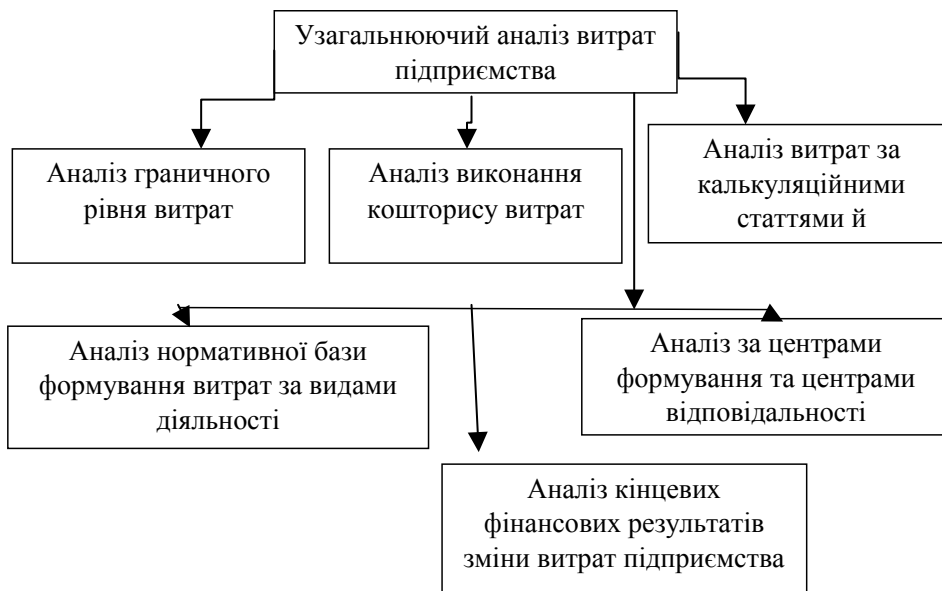 Узагальнюючий аналіз витрат
підприємства
Аналіз граничного
рівня витрат
Аналіз виконання
кошторису витрат
Аналіз витрат за
калькуляційними
статтями й
Аналіз нормативної бази
формування витрат за видами
діяльності
Аналіз за центрами
формування та центрами
відповідальності
Аналіз кінцевих
фінансових результатів
зміни витрат підприємства